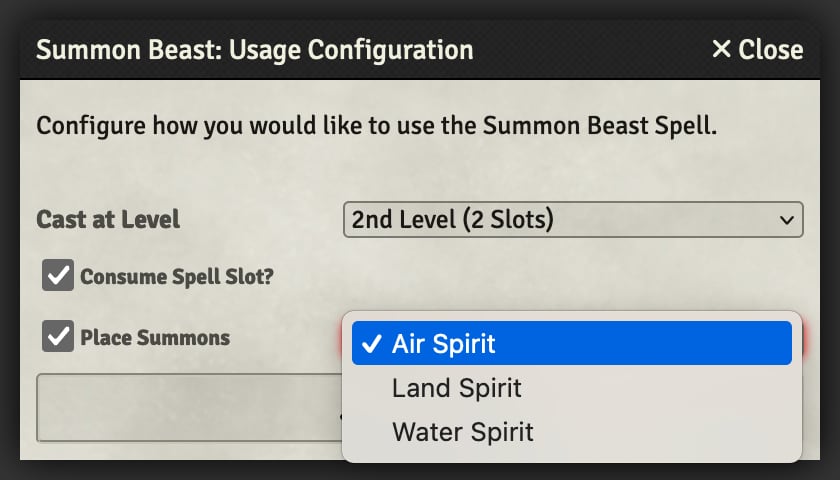 Summon Beast: Usage Configuration
Close
Configure how you would like to use the Summon Beast Spell.
Cast at Level
2nd Level (2 Slots)
Consume Spell Slot?
Place Summons
Air Spirit
Land Spirit
Water Spirit